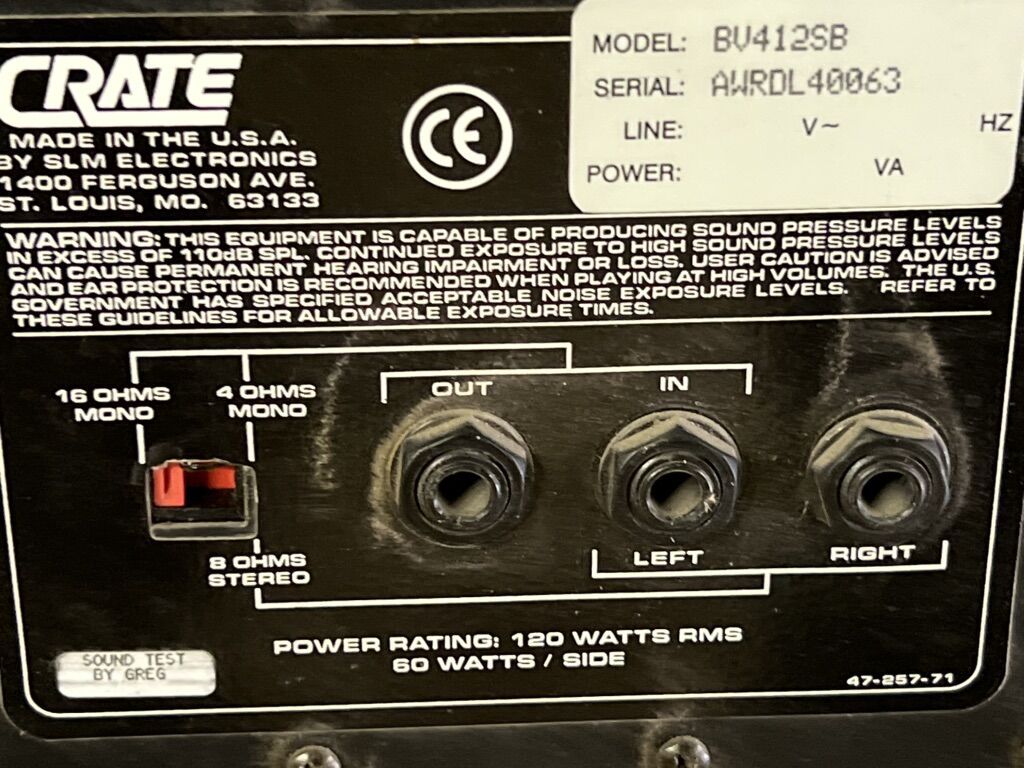 CRATE
MADE IN THE U.S.A.
BY SLM ELECTRONICS
1400 FERGUSON AVE.
ST. LOUIS, MO. 63133
CE
MODEL: BV412SB
SERIAL: AWRDL40063
LINE: V~ HZ
POWER: VA
WARNING: THIS EQUIPMENT IS CAPABLE OF PRODUCING SOUND PRESSURE LEVELS
IN EXCESS OF 110dB SPL. CONTINUED EXPOSURE TO HIGH SOUND PRESSURE LEVELS
CAN CAUSE PERMANENT HEARING IMPAIRMENT OR LOSS. USER CAUTION IS ADVISED
AND EAR PROTECTION IS RECOMMENDED WHEN PLAYING AT HIGH VOLUMES. THE U.S.
GOVERNMENT HAS SPECIFIED ACCEPTABLE NOISE EXPOSURE LEVELS. REFER TO
THESE GUIDELINES FOR ALLOWABLE EXPOSURE TIMES.
16 OHMS
MONO
4 OHMS
MONO
OUT
IN
8 OHMS
STEREO
LEFT
RIGHT
POWER RATING: 120 WATTS RMS
60 WATTS / SIDE
SOUND TEST
BY GREG
47-257-71